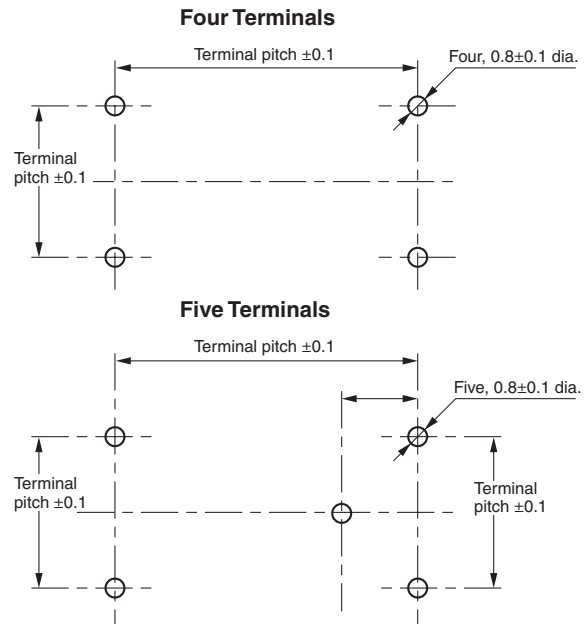 Four Terminals
Terminal pitch ±0.1
Four, 0.8±0.1 dia.
Terminal
pitch ±0.1
Five Terminals
Terminal pitch ±0.1
Five, 0.8±0.1 dia.
Terminal
pitch ±0.1
Terminal
pitch ±0.1